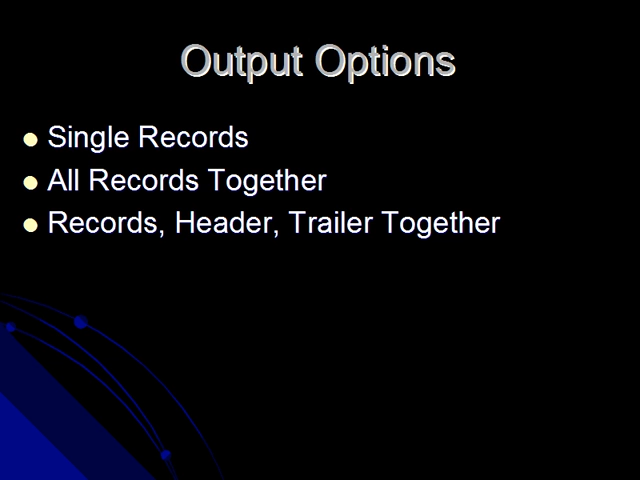 Output Options
Single Records
All Records Together
Records, Header, Trailer Together